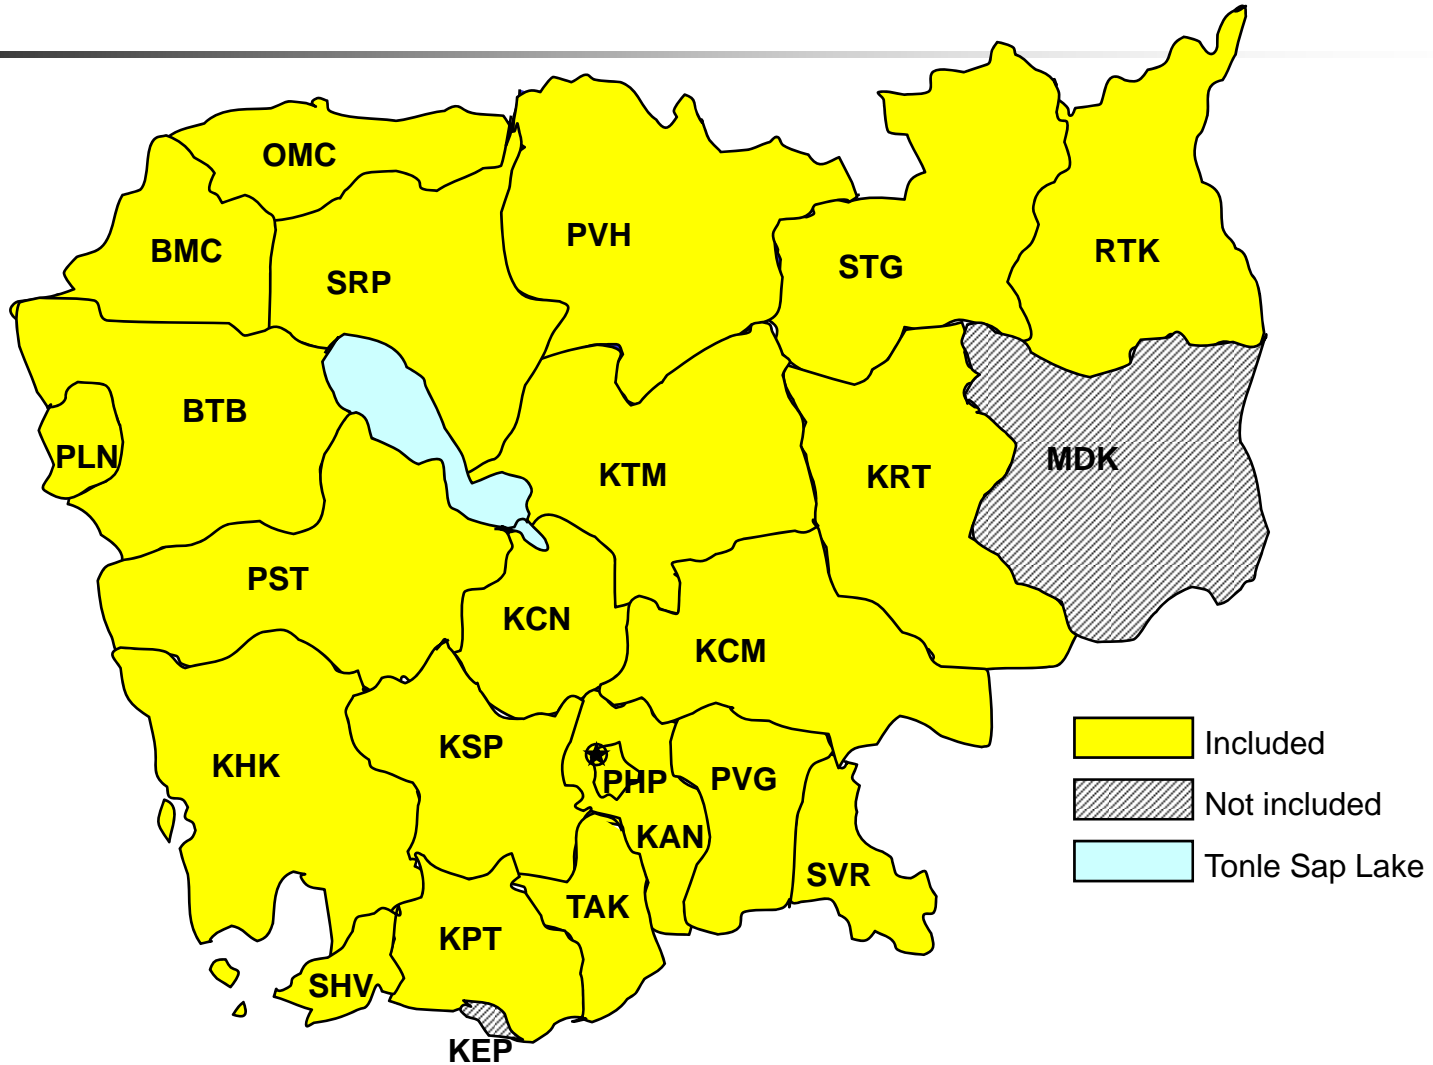 OMC
BMC
SRP
PVH
STG
RTK
BTB
PLN
KTM
KRT
MDK
PST
KCN
KCM
KHK
KSP
PHP
PVG
KAN
SVR
TAK
KPT
SHV
KEP
Included
Not included
Tonle Sap Lake